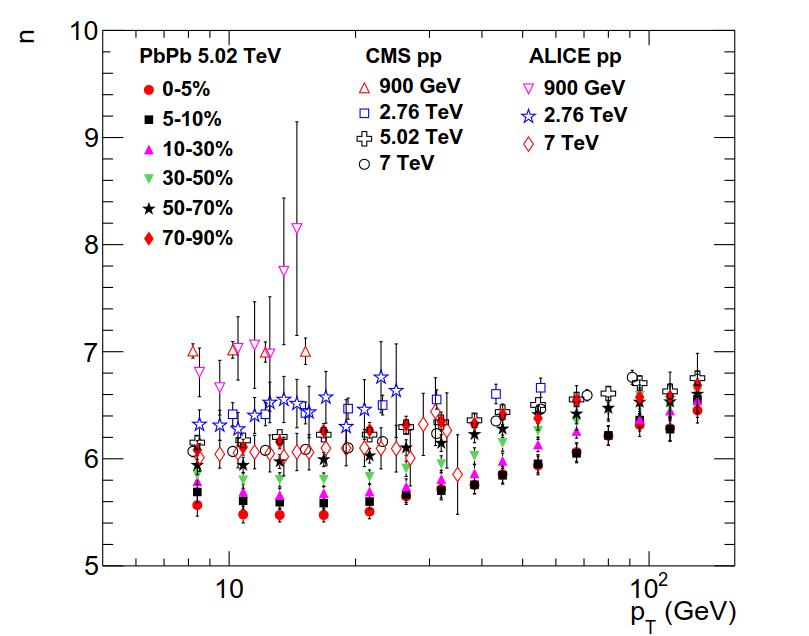 n
10
9
8
7
6
5
PbPb 5.02 TeV
0-5%
5-10%
10-30%
30-50%
50-70%
70-90%
CMS pp
900 GeV
2.76 TeV
5.02 TeV
7 TeV
ALICE pp
900 GeV
2.76 TeV
7 TeV
10
10²
p_T (GeV)